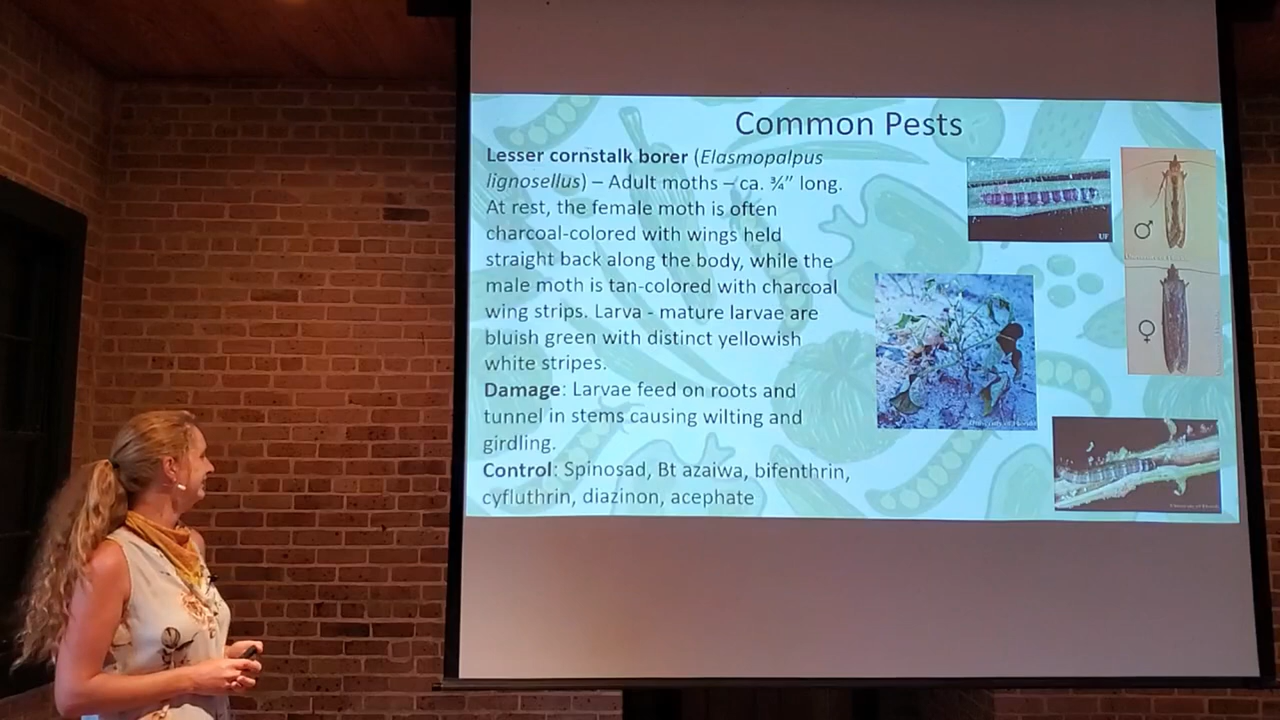 Common Pests
Lesser cornstalk borer (Elasmopalpus
lignosellus) – Adult moths – ca. ¾” long.
At rest, the female moth is often
charcoal-colored with wings held
straight back along the body, while the
male moth is tan-colored with charcoal
wing strips. Larva - mature larvae are
bluish green with distinct yellowish
white stripes.
Damage: Larvae feed on roots and
tunnel in stems causing wilting and
girdling.
Control: Spinosad, Bt azaiwa, bifenthrin,
cyfluthrin, diazinon, acephate
UF
♂
♀
University of Florida